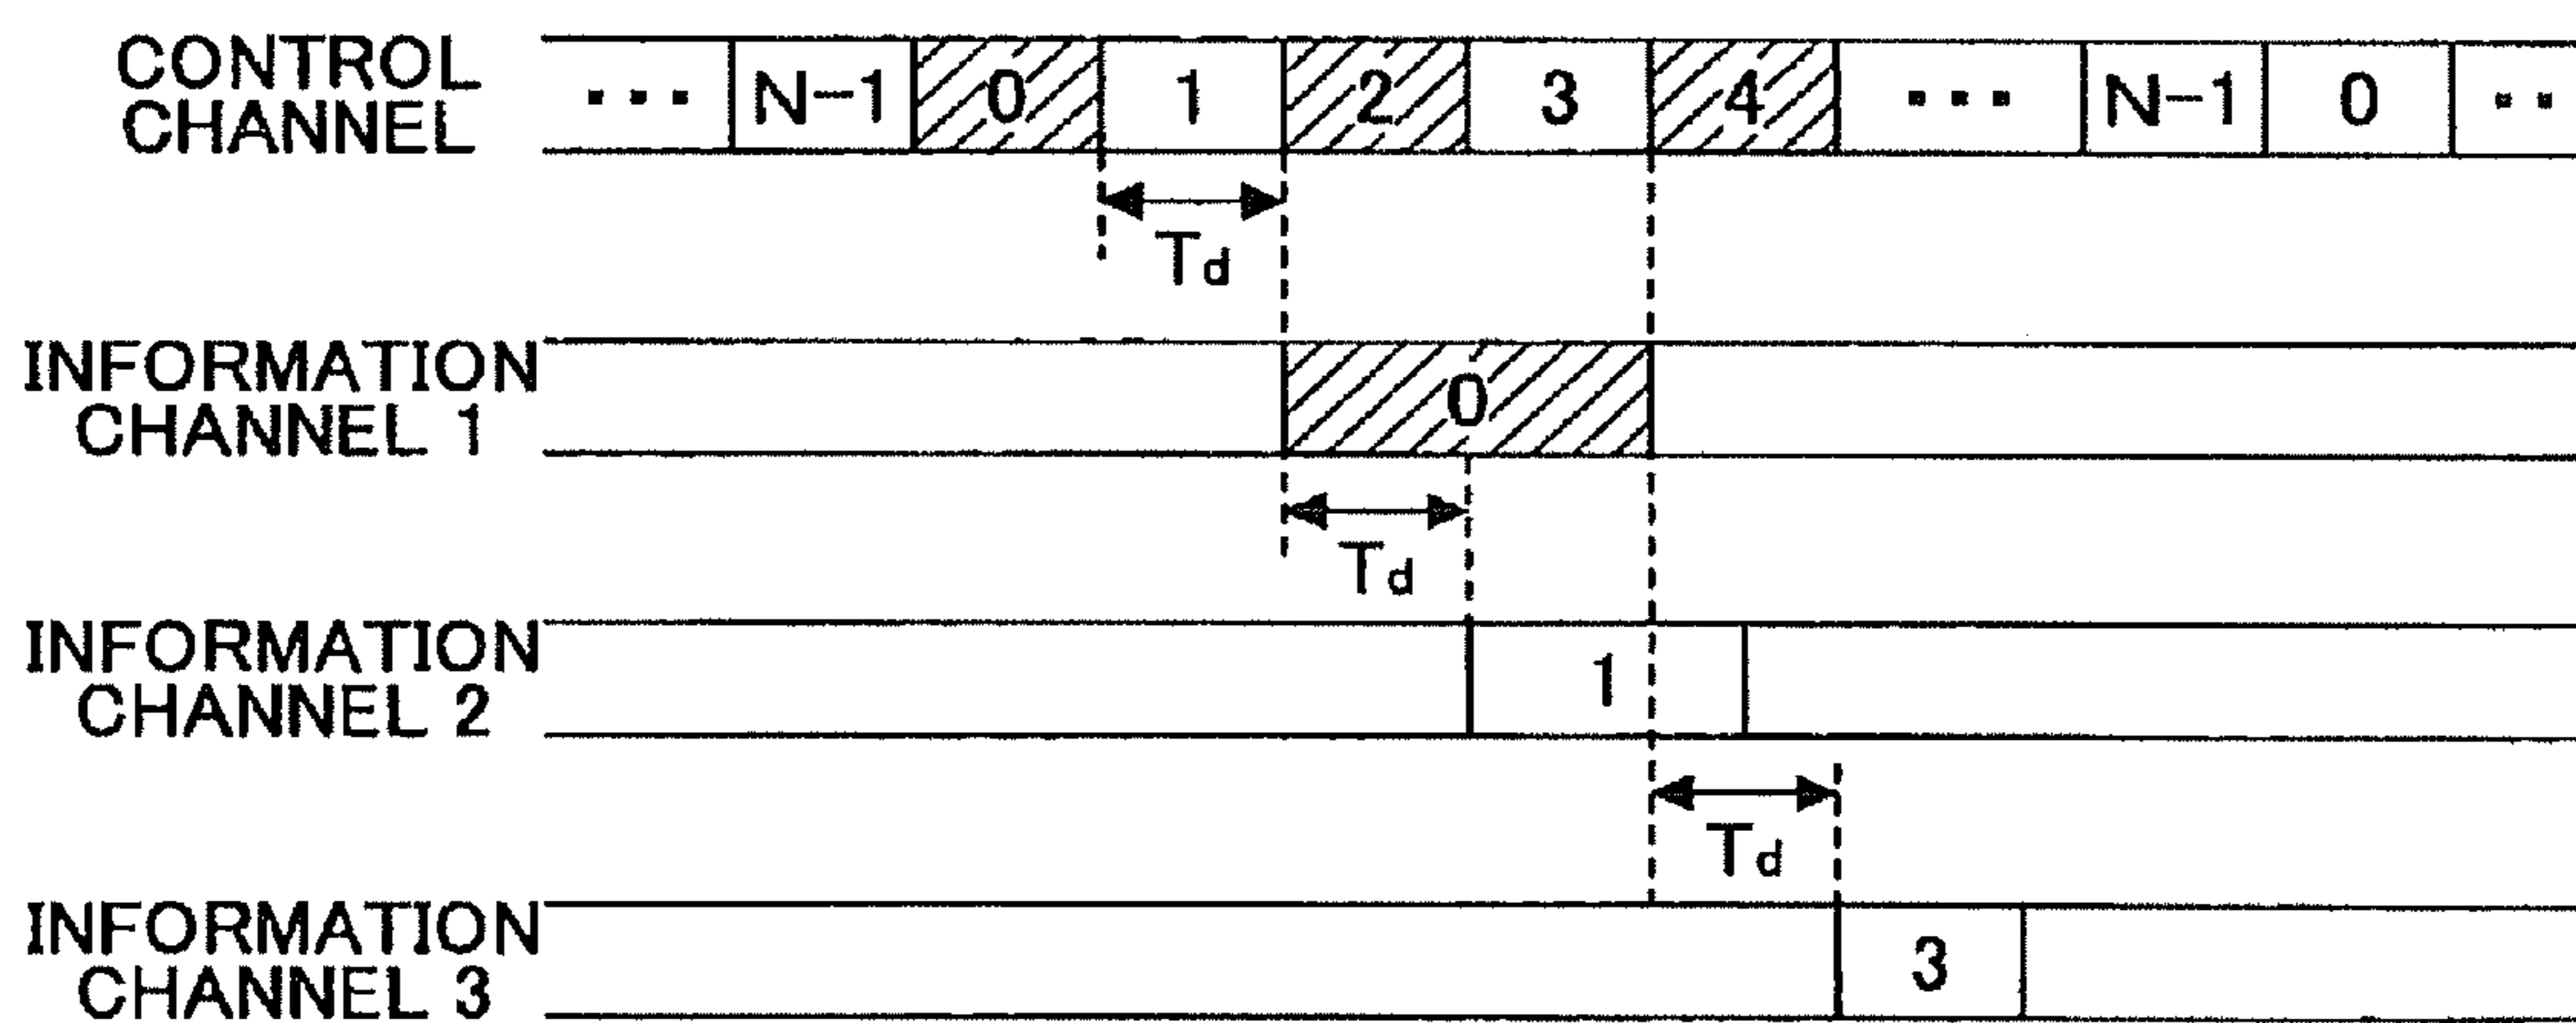 CONTROL CHANNEL
... N-1 0 1 2 3 4 ... N-1 0 ..
Td
INFORMATION CHANNEL 1
0
Td
INFORMATION CHANNEL 2
1
Td
INFORMATION CHANNEL 3
3